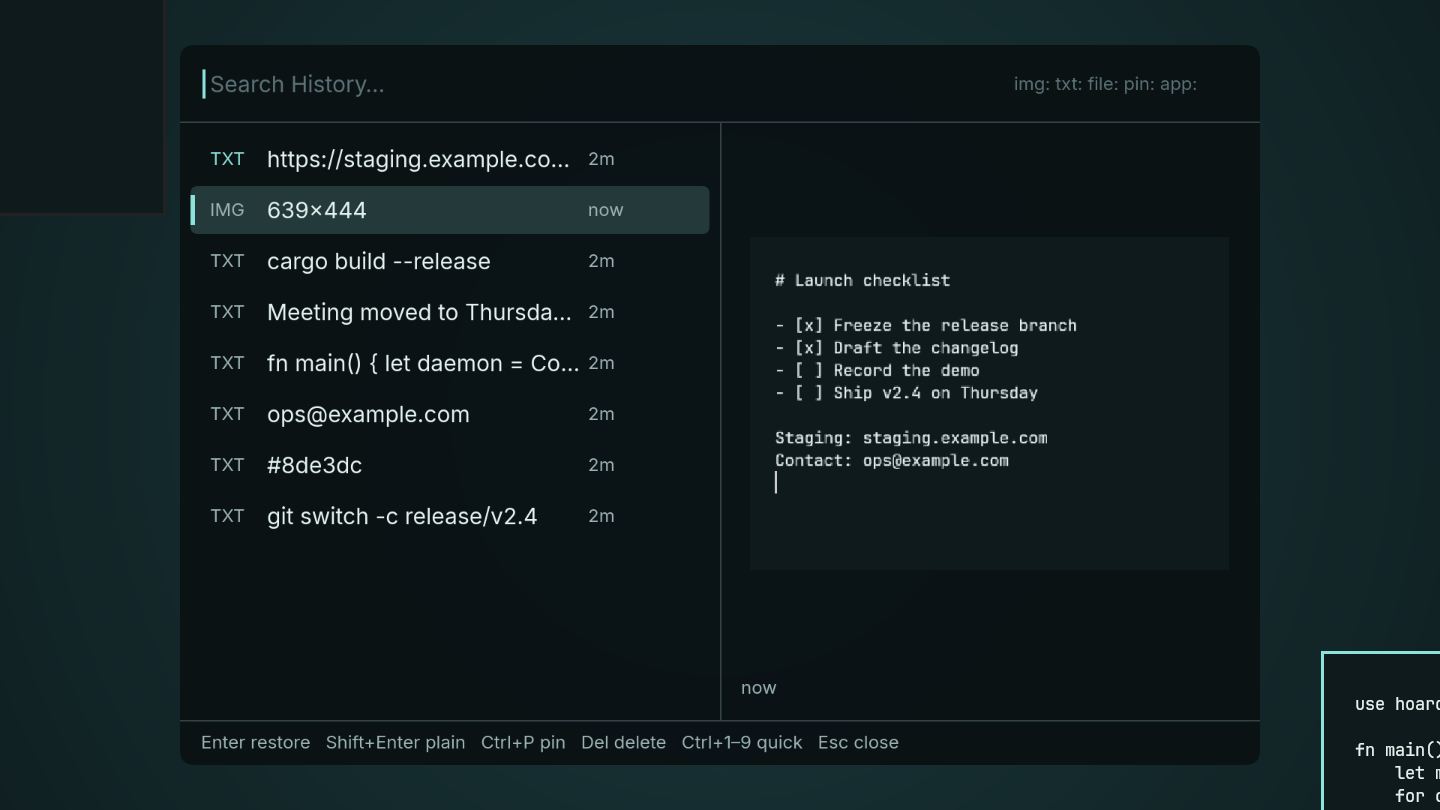 Search History...
img: txt: file: pin: app:
TXT https://staging.example.co... 2m
IMG 639×444 now
TXT cargo build --release 2m
TXT Meeting moved to Thursda... 2m
TXT fn main() { let daemon = Co... 2m
TXT ops@example.com 2m
TXT #8de3dc 2m
TXT git switch -c release/v2.4 2m
# Launch checklist
- [x] Freeze the release branch
- [x] Draft the changelog
- [ ] Record the demo
- [ ] Ship v2.4 on Thursday
Staging: staging.example.com
Contact: ops@example.com
now
Enter restore Shift+Enter plain Ctrl+P pin Del delete Ctrl+1–9 quick Esc close
use hoar
fn main()
let
for